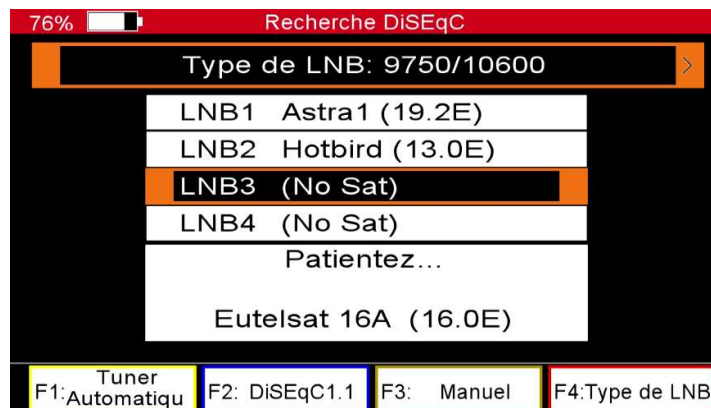 76% Recherche DiSEqC
Type de LNB: 9750/10600 >
LNB1 Astra1 (19.2E)
LNB2 Hotbird (13.0E)
LNB3 (No Sat)
LNB4 (No Sat)
Patientez...
Eutelsat 16A (16.0E)
F1: Tuner Automatiqu F2: DiSEqC1.1 F3: Manuel F4:Type de LNB